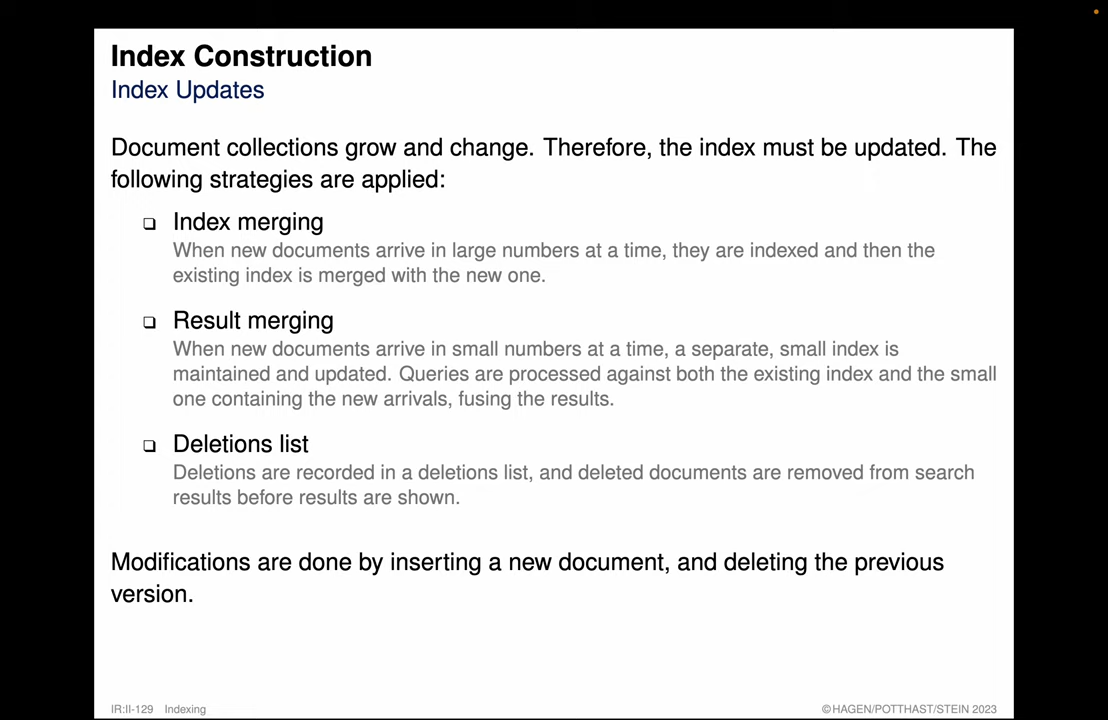 Index Construction
Index Updates
Document collections grow and change. Therefore, the index must be updated. The
following strategies are applied:
❑ Index merging
When new documents arrive in large numbers at a time, they are indexed and then the
existing index is merged with the new one.
❑ Result merging
When new documents arrive in small numbers at a time, a separate, small index is
maintained and updated. Queries are processed against both the existing index and the small
one containing the new arrivals, fusing the results.
❑ Deletions list
Deletions are recorded in a deletions list, and deleted documents are removed from search
results before results are shown.
Modifications are done by inserting a new document, and deleting the previous
version.
IR:II-129 Indexing
©HAGEN/POTTHAST/STEIN 2023